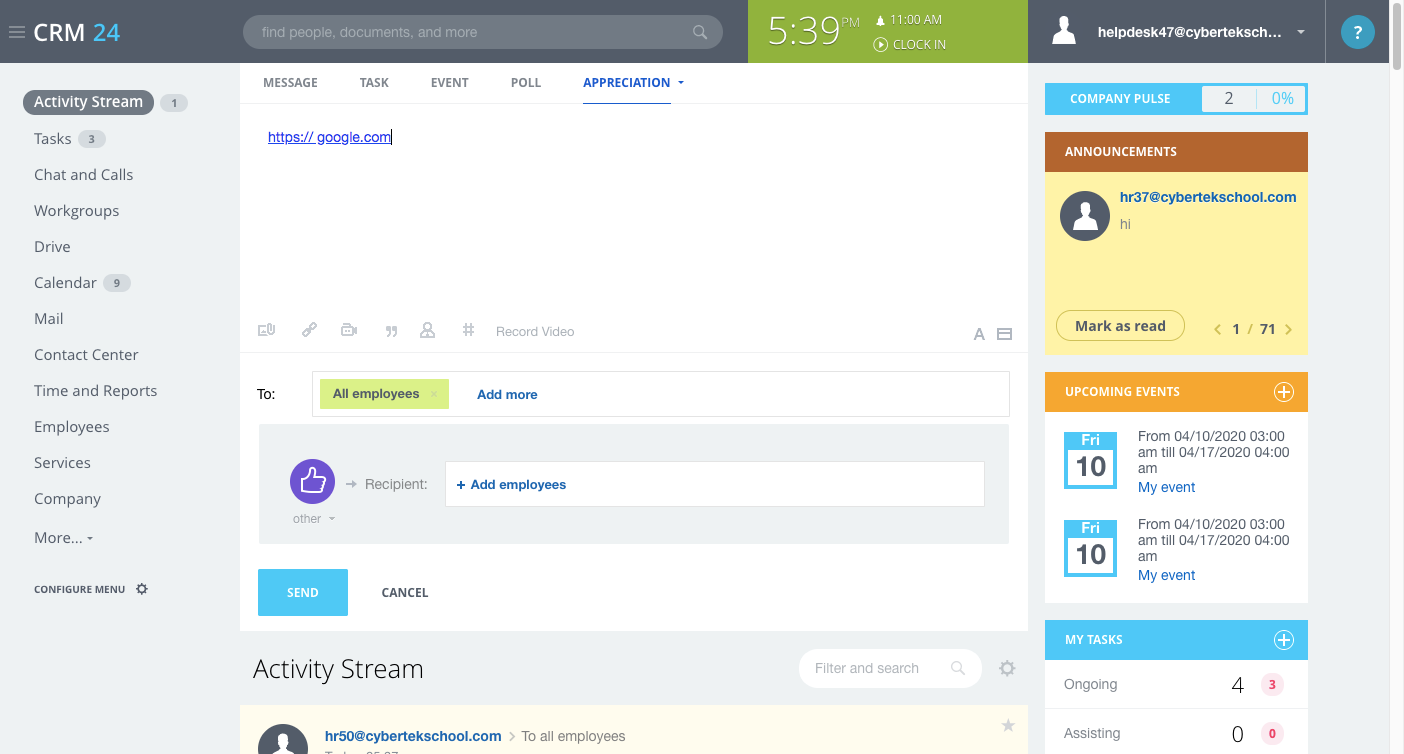 CRM 24
find people, documents, and more
5:39 PM
11:00 AM
CLOCK IN
helpdesk47@cyberteksch...
?
Activity Stream 1
Tasks 3
Chat and Calls
Workgroups
Drive
Calendar 9
Mail
Contact Center
Time and Reports
Employees
Services
Company
More...
CONFIGURE MENU
MESSAGE TASK EVENT POLL APPRECIATION
https:// google.com
Record Video
A
To: All employees × Add more
other
Recipient: + Add employees
SEND CANCEL
Activity Stream
Filter and search
hr50@cybertekschool.com > To all employees
COMPANY PULSE 2 0%
ANNOUNCEMENTS
hr37@cybertekschool.com
hi
Mark as read
1 / 71
UPCOMING EVENTS
Fri
10
From 04/10/2020 03:00
am till 04/17/2020 04:00
am
My event
Fri
10
From 04/10/2020 03:00
am till 04/17/2020 04:00
am
My event
MY TASKS
Ongoing 4 3
Assisting 0 0